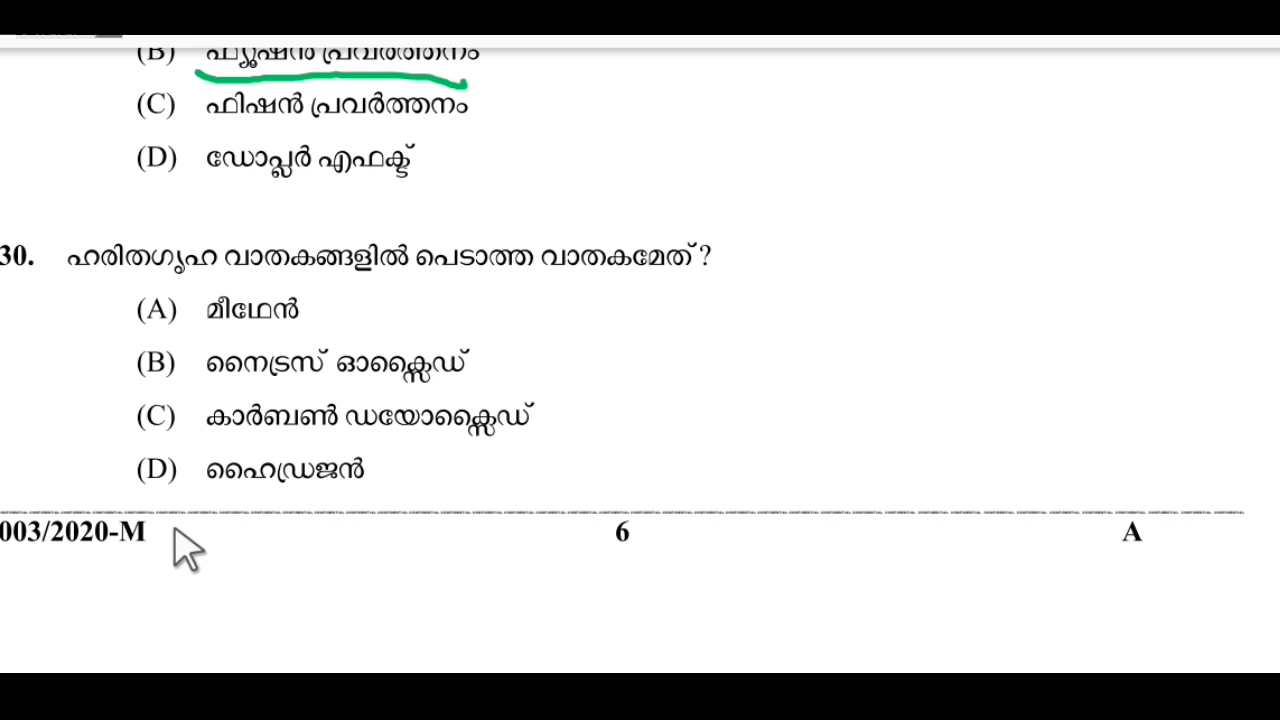 (B) ഫ്യൂഷൻ പ്രവർത്തനം
(C) ഫിഷൻ പ്രവർത്തനം
(D) ഡോപ്ലർ എഫക്ട്
30. ഹരിതഗൃഹ വാതകങ്ങളിൽ പെടാത്ത വാതകമേത് ?
(A) മീഥേൻ
(B) നൈട്രസ് ഓക്സൈഡ്
(C) കാർബൺ ഡയോക്സൈഡ്
(D) ഹൈഡ്രജൻ
003/2020-M 6 A